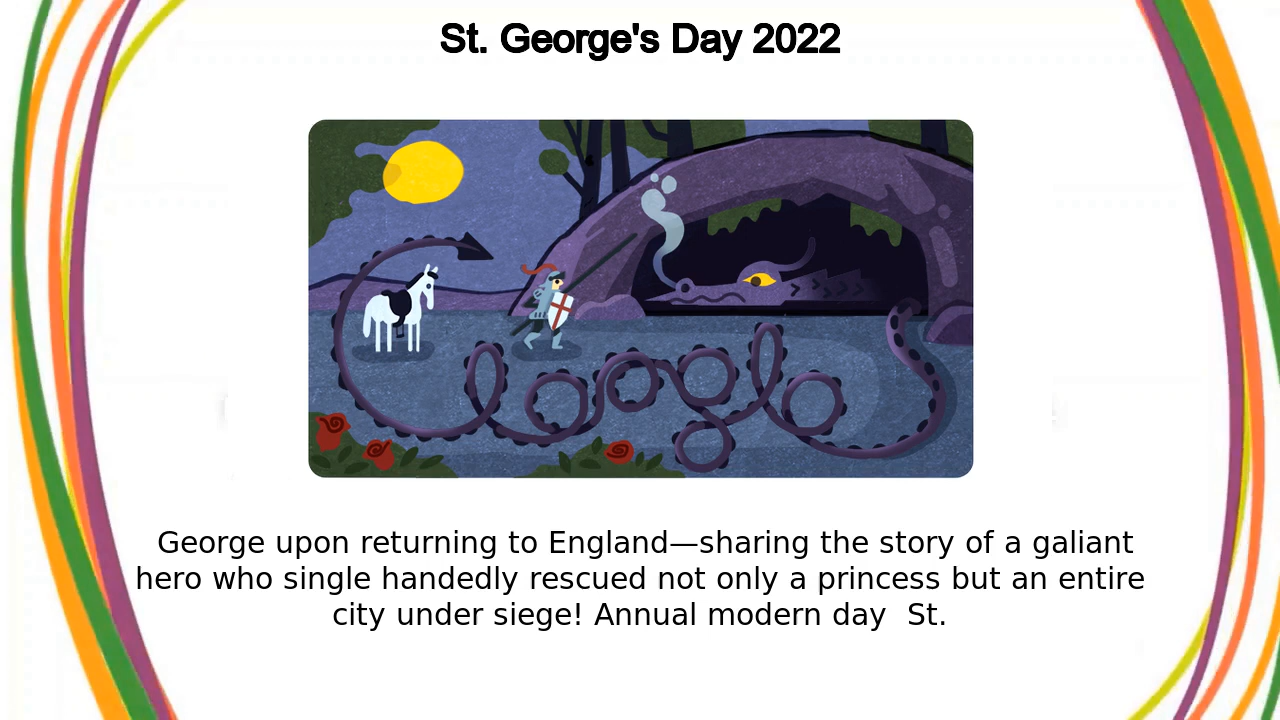 St. George's Day 2022
Google
George upon returning to England—sharing the story of a galiant
hero who single handedly rescued not only a princess but an entire
city under siege! Annual modern day  St.